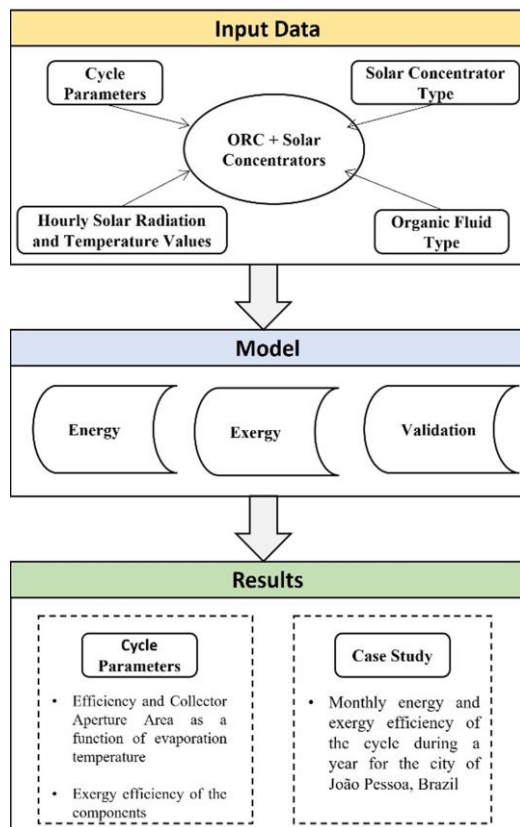 Input Data
Cycle
Parameters
Solar Concentrator
Type
ORC + Solar
Concentrators
Hourly Solar Radiation
and Temperature Values
Organic Fluid
Type
Model
Energy
Exergy
Validation
Results
Cycle
Parameters
• Efficiency and Collector
Aperture Area as a
function of evaporation
temperature
• Exergy efficiency of the
components
Case Study
• Monthly energy and
exergy efficiency of
the cycle during a
year for the city of
João Pessoa, Brazil